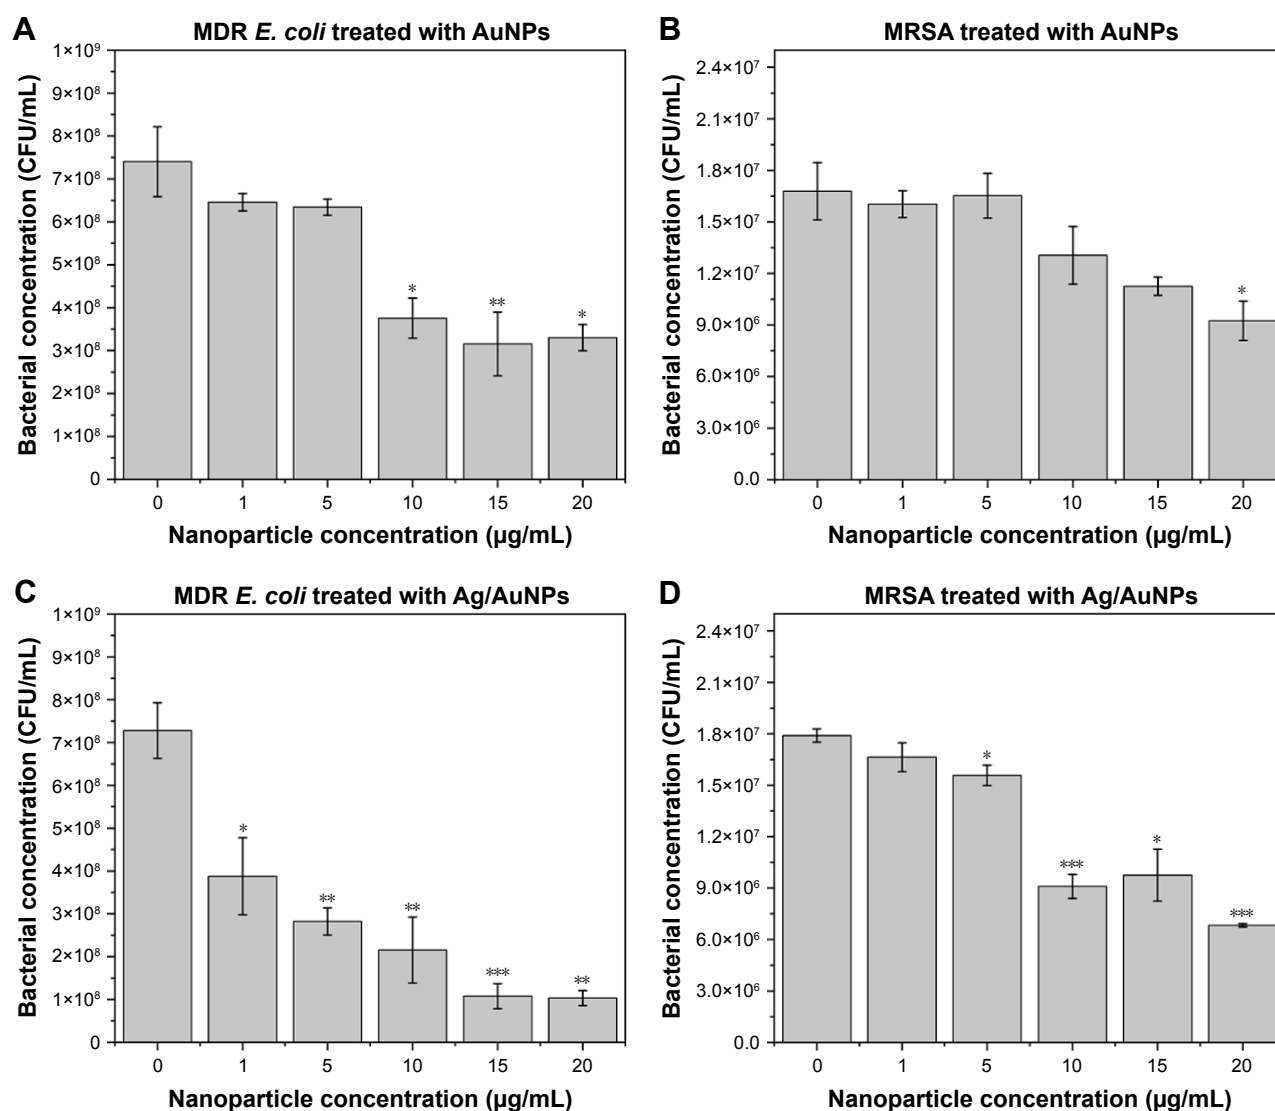 A
MDR E. coli treated with AuNPs
Bacterial concentration (CFU/mL)
1×10⁹
9×10⁸
8×10⁸
7×10⁸
6×10⁸
5×10⁸
4×10⁸
3×10⁸
2×10⁸
1×10⁸
0
* ** *
0 1 5 10 15 20
Nanoparticle concentration (µg/mL)
B
MRSA treated with AuNPs
Bacterial concentration (CFU/mL)
2.4×10⁷
2.1×10⁷
1.8×10⁷
1.5×10⁷
1.2×10⁷
9.0×10⁶
6.0×10⁶
3.0×10⁶
0.0
*
0 1 5 10 15 20
Nanoparticle concentration (µg/mL)
C
MDR E. coli treated with Ag/AuNPs
Bacterial concentration (CFU/mL)
1×10⁹
9×10⁸
8×10⁸
7×10⁸
6×10⁸
5×10⁸
4×10⁸
3×10⁸
2×10⁸
1×10⁸
0
* ** ** *** **
0 1 5 10 15 20
Nanoparticle concentration (µg/mL)
D
MRSA treated with Ag/AuNPs
Bacterial concentration (CFU/mL)
2.4×10⁷
2.1×10⁷
1.8×10⁷
1.5×10⁷
1.2×10⁷
9.0×10⁶
6.0×10⁶
3.0×10⁶
0.0
* *** * ***
0 1 5 10 15 20
Nanoparticle concentration (µg/mL)